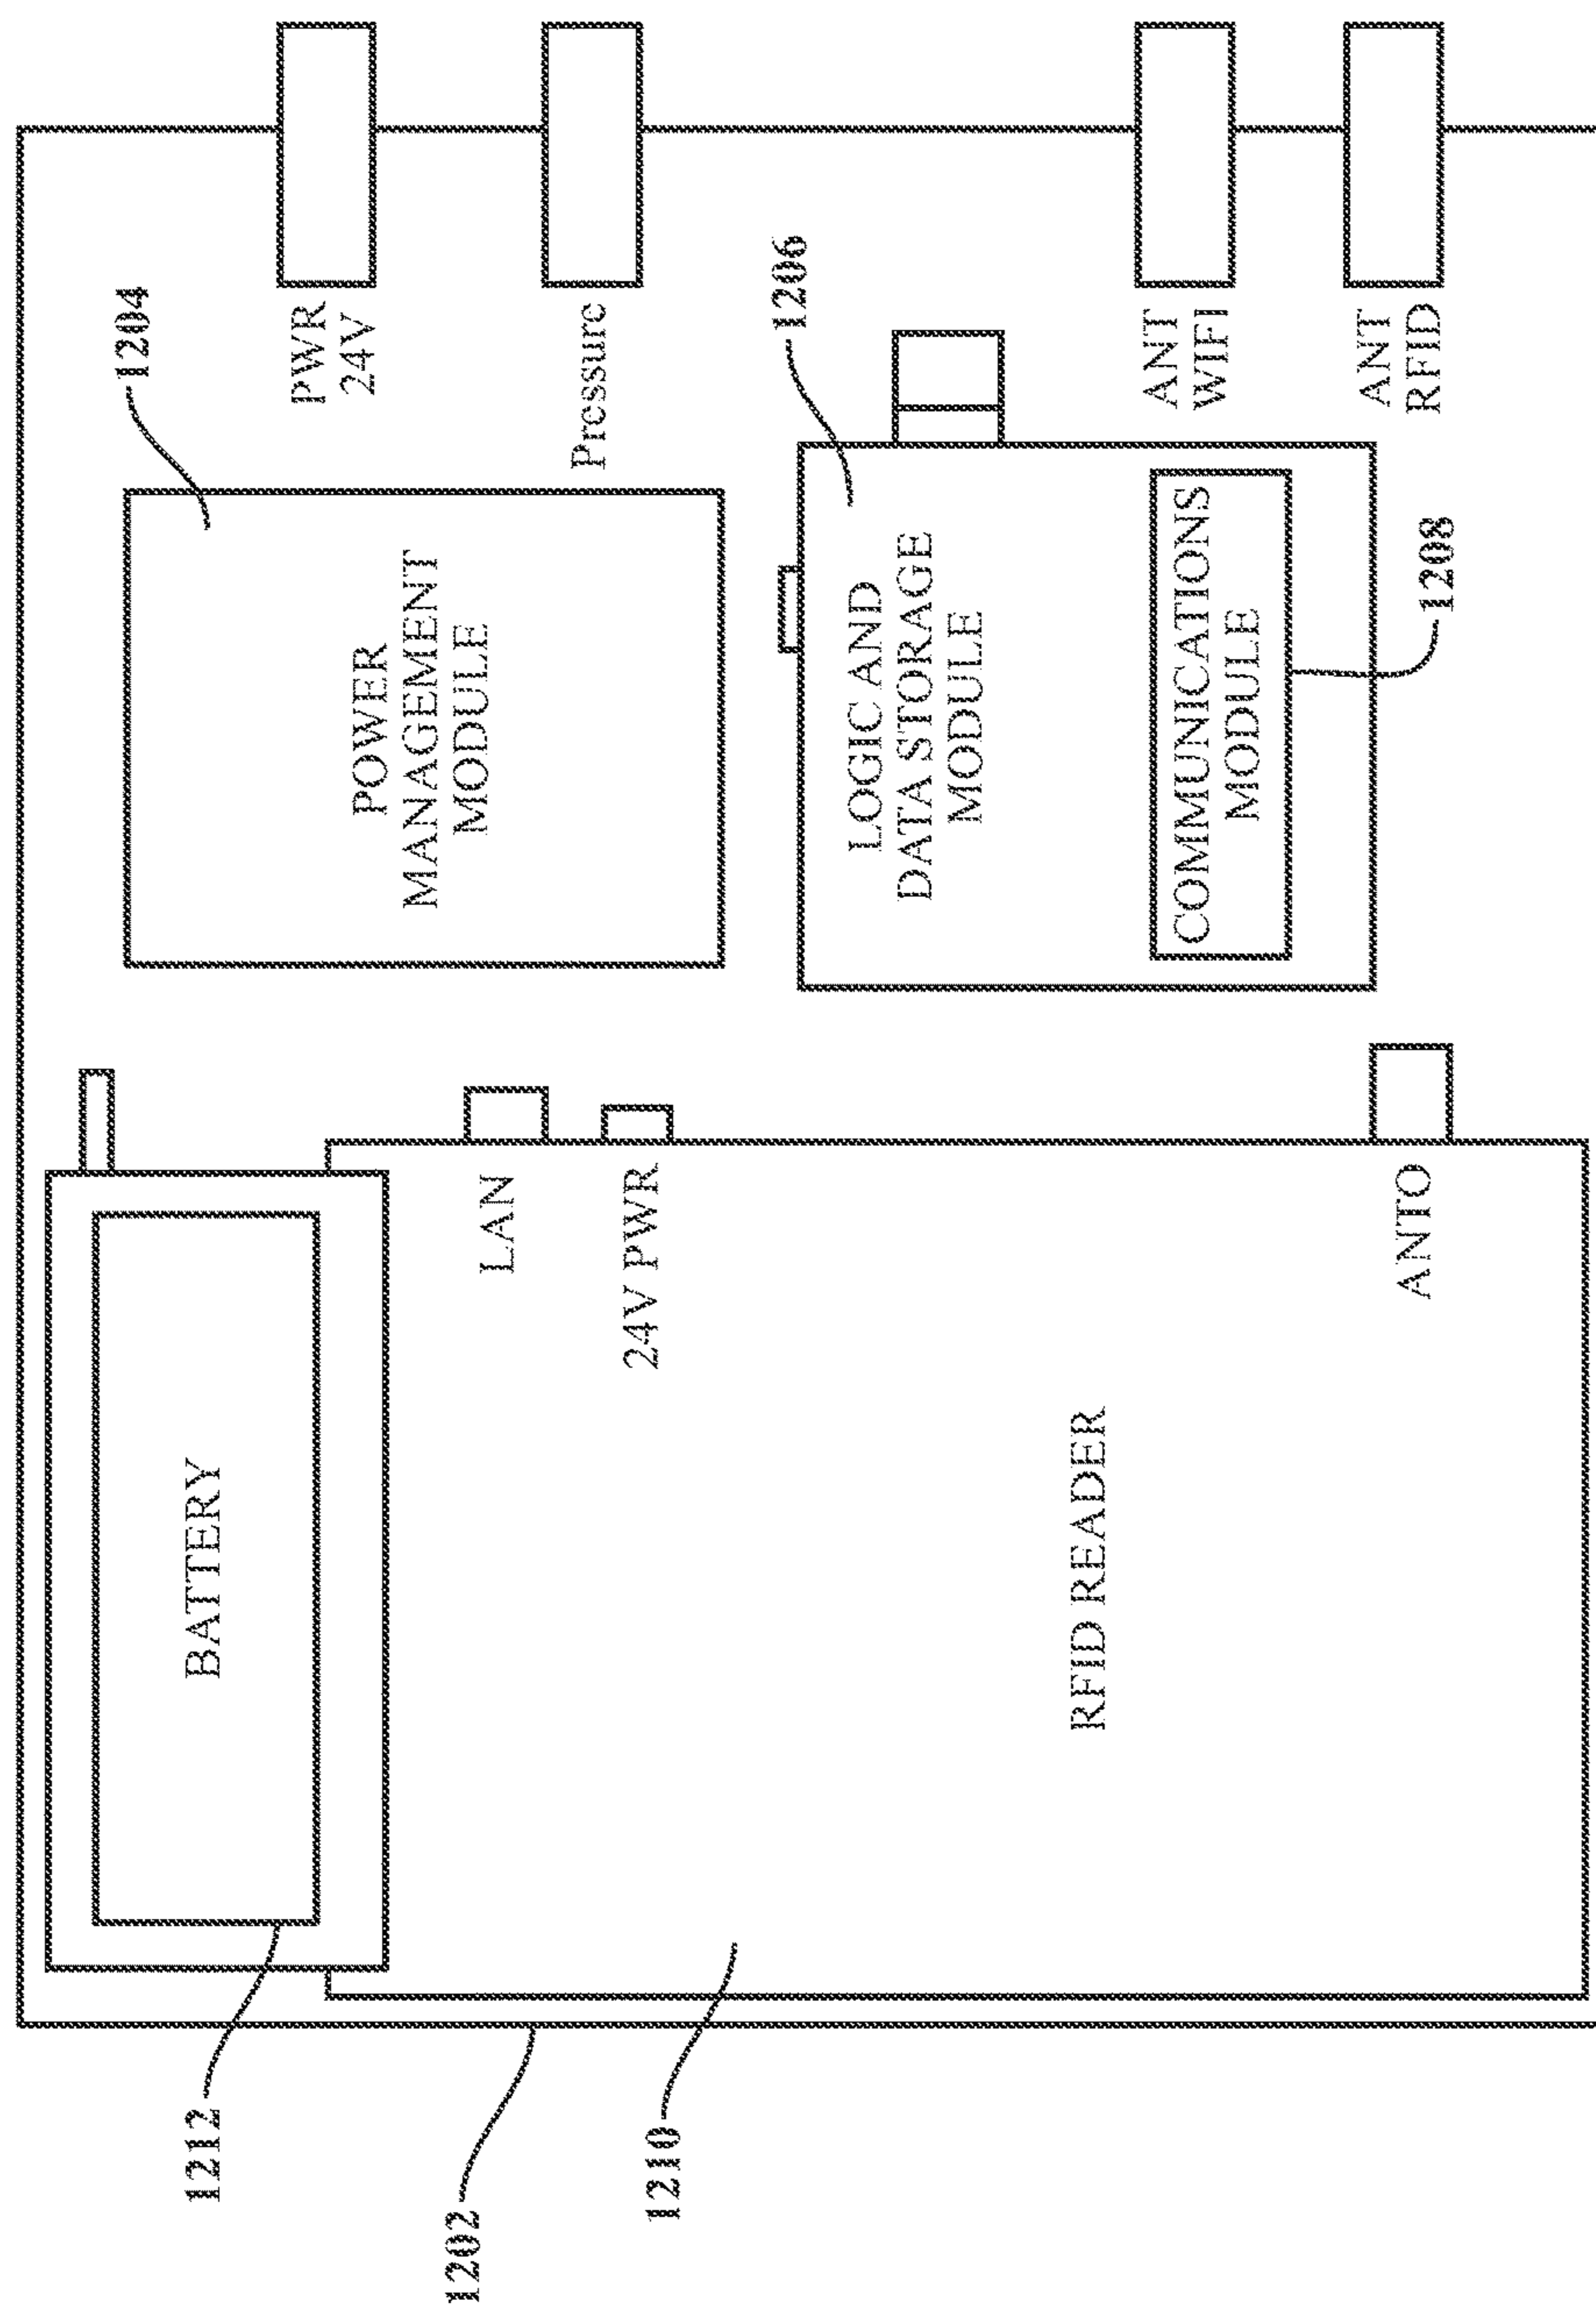 1212
1202
1210
BATTERY
LAN
24V PWR
RFID READER
ANTO
1204
POWER
MANAGEMENT
MODULE
1206
LOGIC AND
DATA STORAGE
MODULE
COMMUNICATIONS
MODULE
1208
PWR
24V
Pressure
ANT
WIFI
ANT
RFID